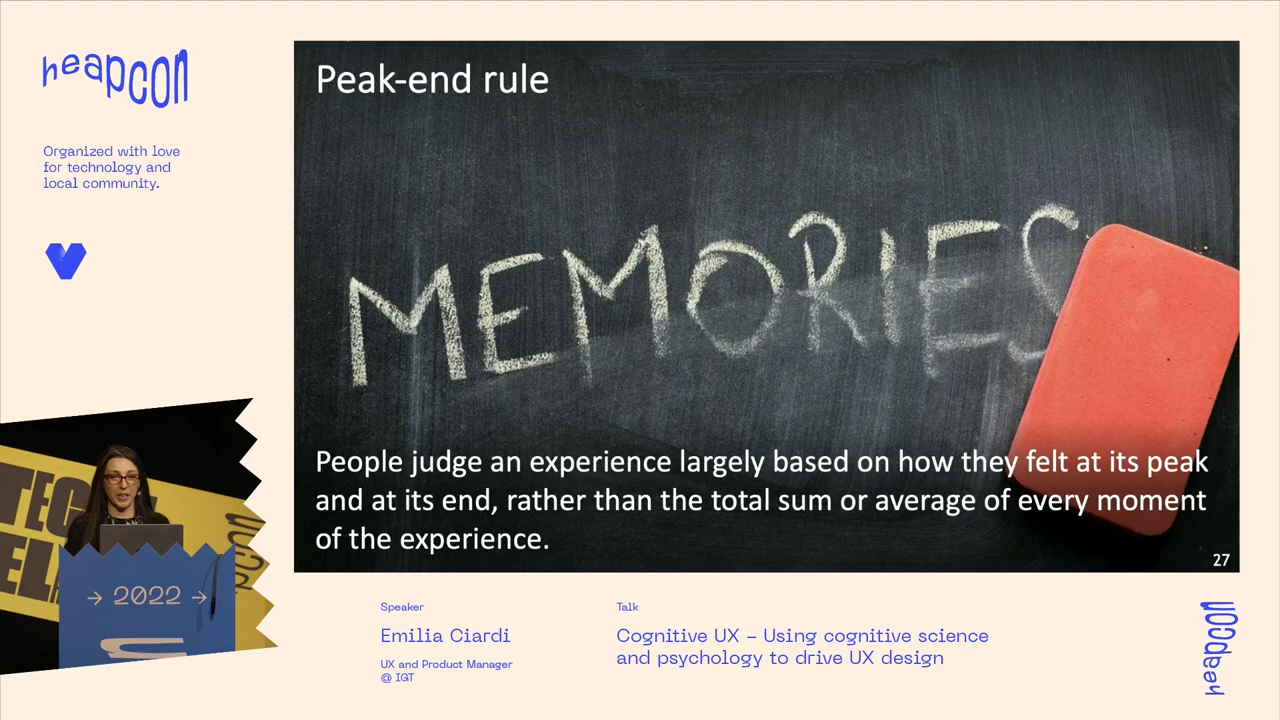 heapcon
Organized with love
for technology and
local community.
Peak-end rule
MEMORIES
People judge an experience largely based on how they felt at its peak
and at its end, rather than the total sum or average of every moment
of the experience.
27
TECH
→ 2022 →
Speaker
Emilia Ciardi
UX and Product Manager
@ IGT
Talk
Cognitive UX – Using cognitive science
and psychology to drive UX design
heapcon